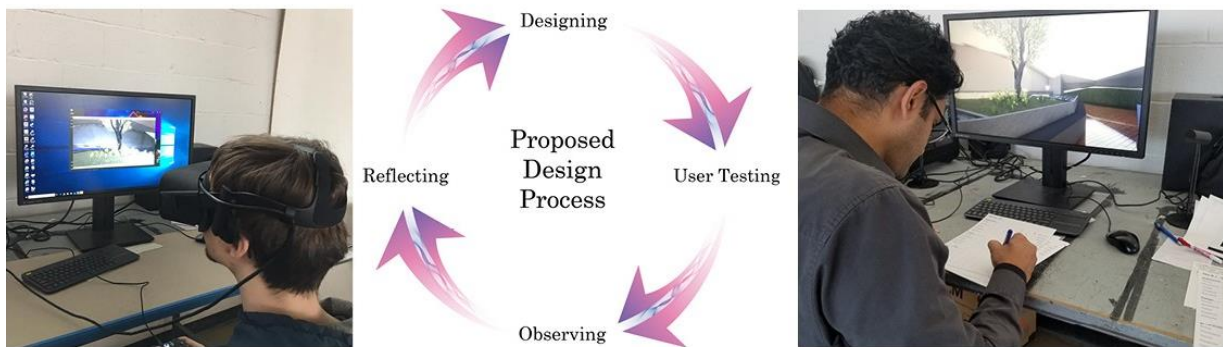 Designing
Proposed
Design
Process
Reflecting
User Testing
Observing